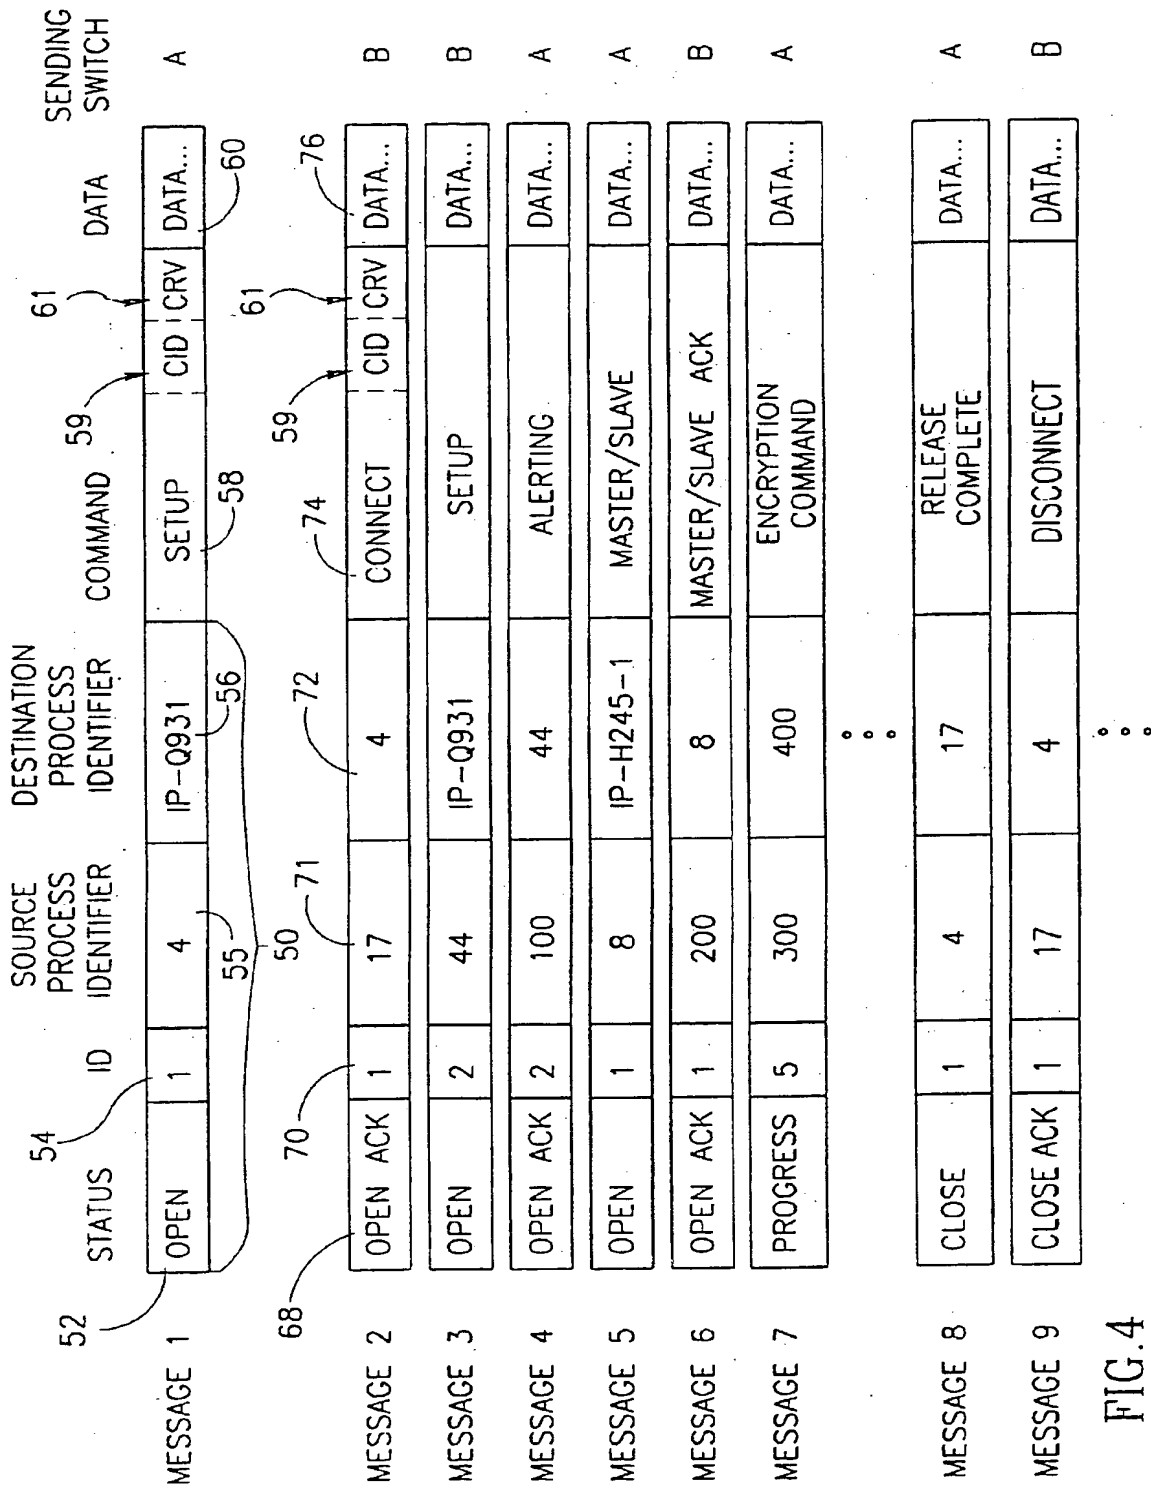 STATUS ID SOURCE PROCESS IDENTIFIER DESTINATION PROCESS IDENTIFIER COMMAND DATA SENDING SWITCH
52 54 59 61
MESSAGE 1 OPEN 1 4 IP-Q931 SETUP CID CRV DATA... A
55 56 58 60
50
68 70 71 72 74 59 61 76
MESSAGE 2 OPEN ACK 1 17 4 CONNECT CID CRV DATA... B
MESSAGE 3 OPEN 2 44 IP-Q931 SETUP DATA... B
MESSAGE 4 OPEN ACK 2 100 44 ALERTING DATA... A
MESSAGE 5 OPEN 1 8 IP-H245-1 MASTER/SLAVE DATA... A
MESSAGE 6 OPEN ACK 1 200 8 MASTER/SLAVE ACK DATA... B
MESSAGE 7 PROGRESS 5 300 400 ENCRYPTION COMMAND DATA... A
MESSAGE 8 CLOSE 1 4 17 RELEASE COMPLETE DATA... A
MESSAGE 9 CLOSE ACK 1 17 4 DISCONNECT DATA... B
FIG.4